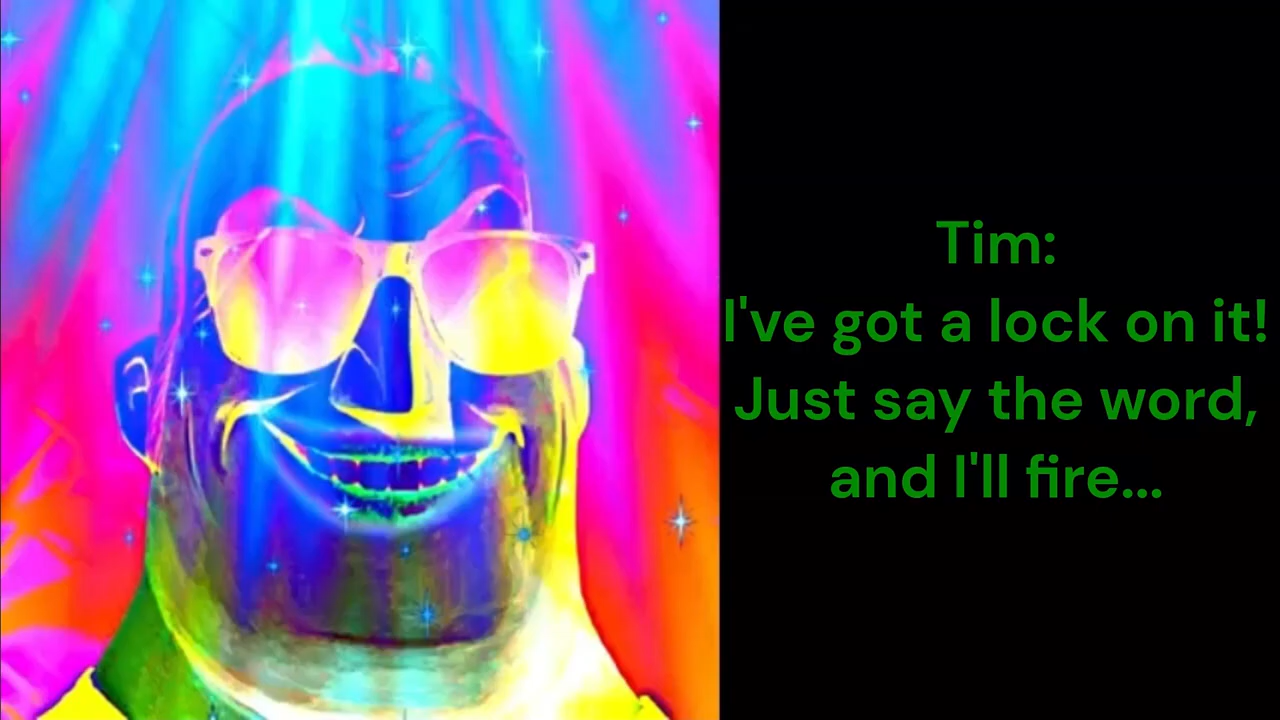 Tim:
I've got a lock on it!
Just say the word,
and I'll fire...